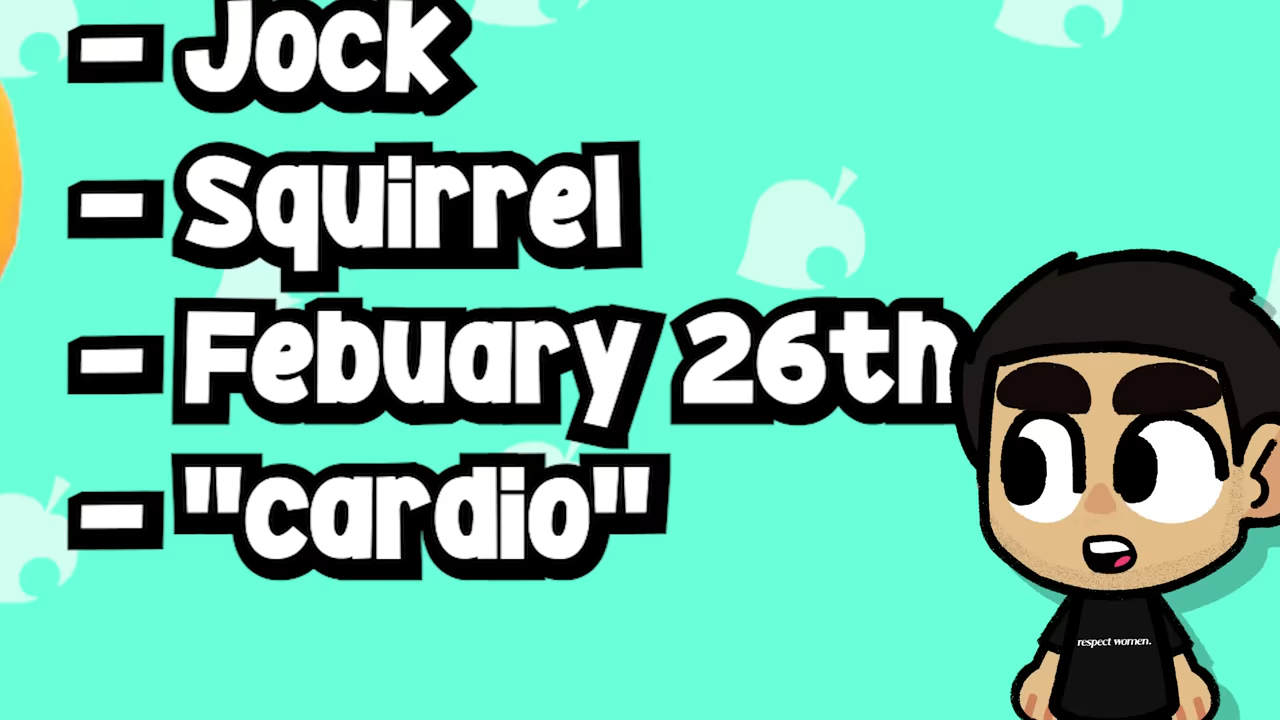 - Jock
- Squirrel
- Febuary 26th
- "cardio"
respect women.